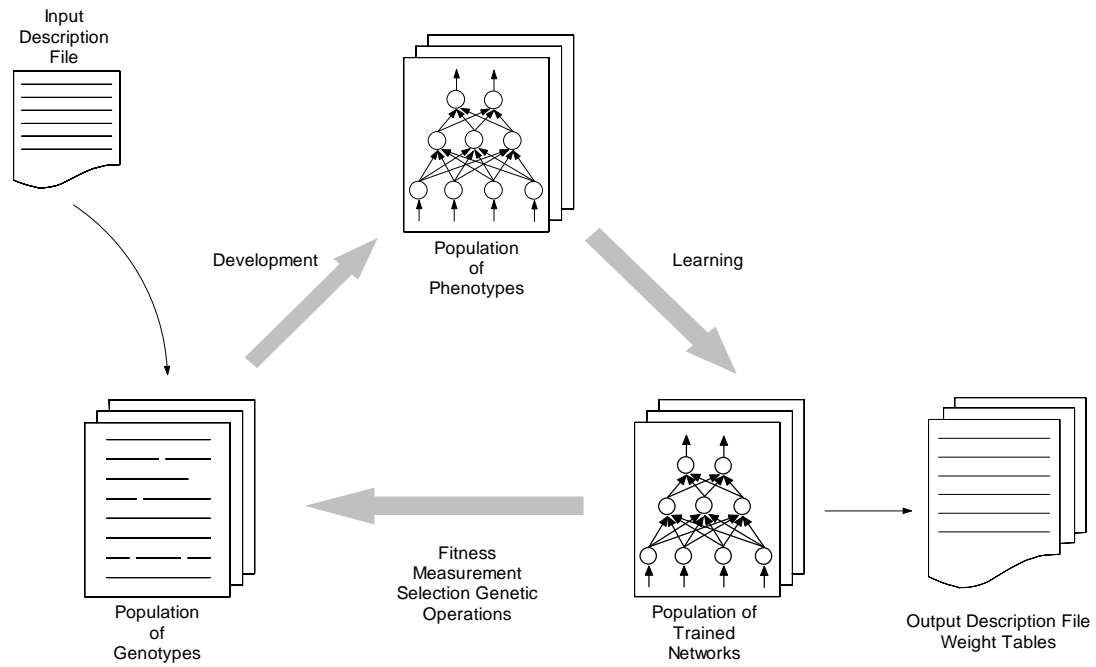 Input
Description
File
Development
Population
of
Phenotypes
Learning
Population
of
Genotypes
Fitness
Measurement
Selection Genetic
Operations
Population of
Trained
Networks
Output Description File
Weight Tables